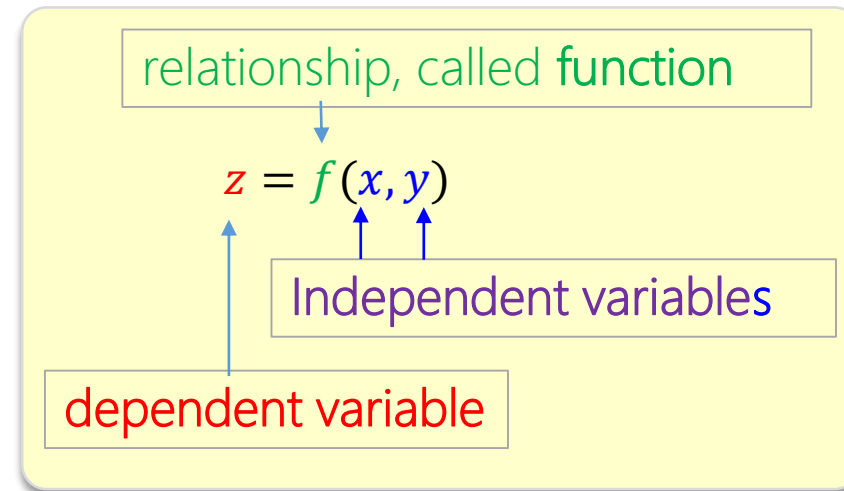 relationship, called function
z = f(x, y)
Independent variables
dependent variable